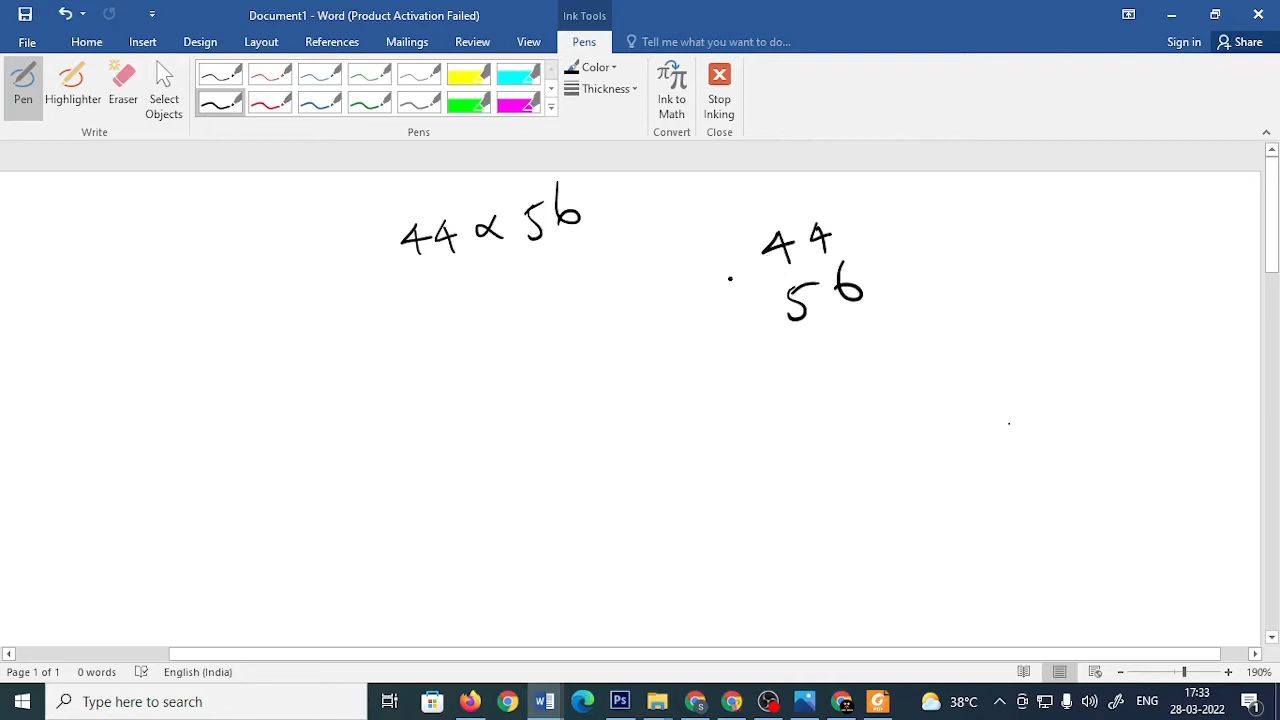 Document1 - Word (Product Activation Failed)
Ink Tools
File Home Insert Design Layout References Mailings Review View Pens Tell me what you want to do... Sign in Share
Pen Highlighter Eraser Select Objects
Color
Thickness
Ink to Math
Stop Inking
Write Pens Convert Close
44 × 56
44
56
Page 1 of 1 0 words English (India) 190%
Type here to search
38°C ENG 17:33 28-03-2022 1